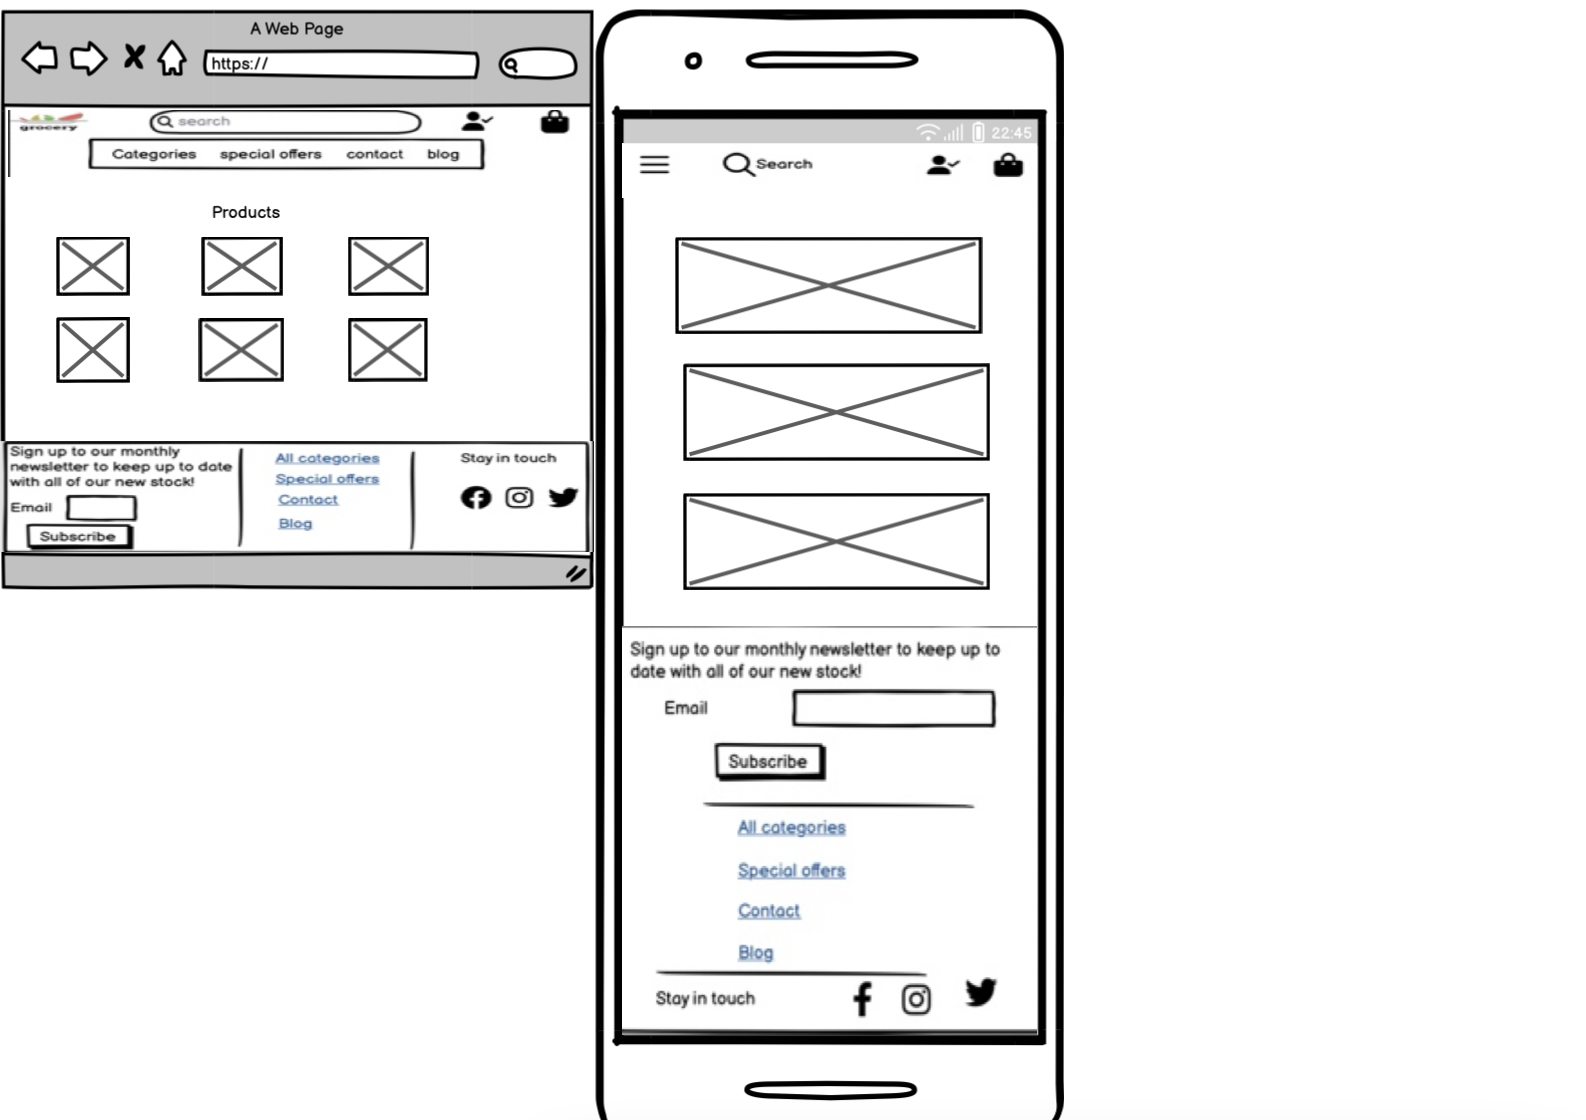 A Web Page
https://
grocery
search
Categories special offers contact blog
Products
Sign up to our monthly
newsletter to keep up to date
with all of our new stock!
Email
Subscribe
All categories
Special offers
Contact
Blog
Stay in touch
22:45
Search
Sign up to our monthly newsletter to keep up to
date with all of our new stock!
Email
Subscribe
All categories
Special offers
Contact
Blog
Stay in touch